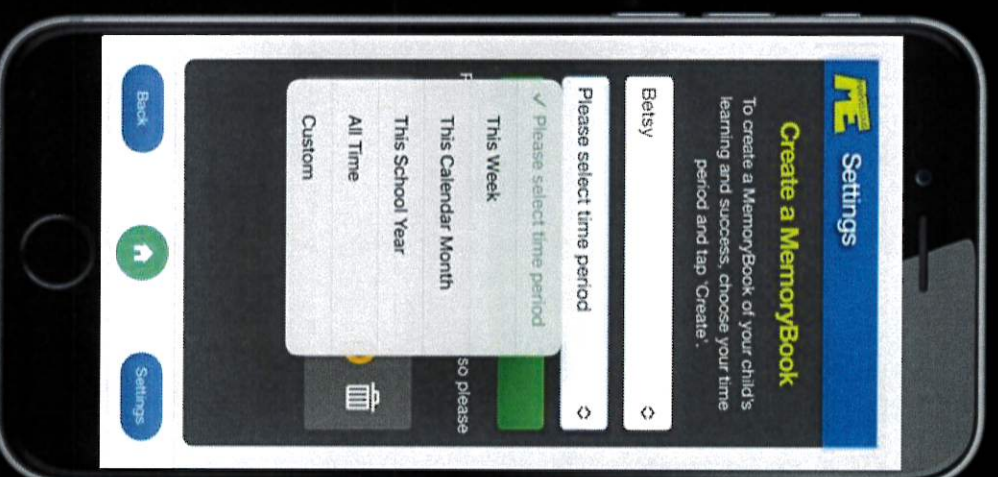 ME Settings
Create a MemoryBook
To create a MemoryBook of your child's
learning and success, choose your time
period and tap 'Create'.
Betsy
Please select time period
✓ Please select time period
This Week
This Calendar Month
This School Year
All Time
Custom
so please
Back
Settings